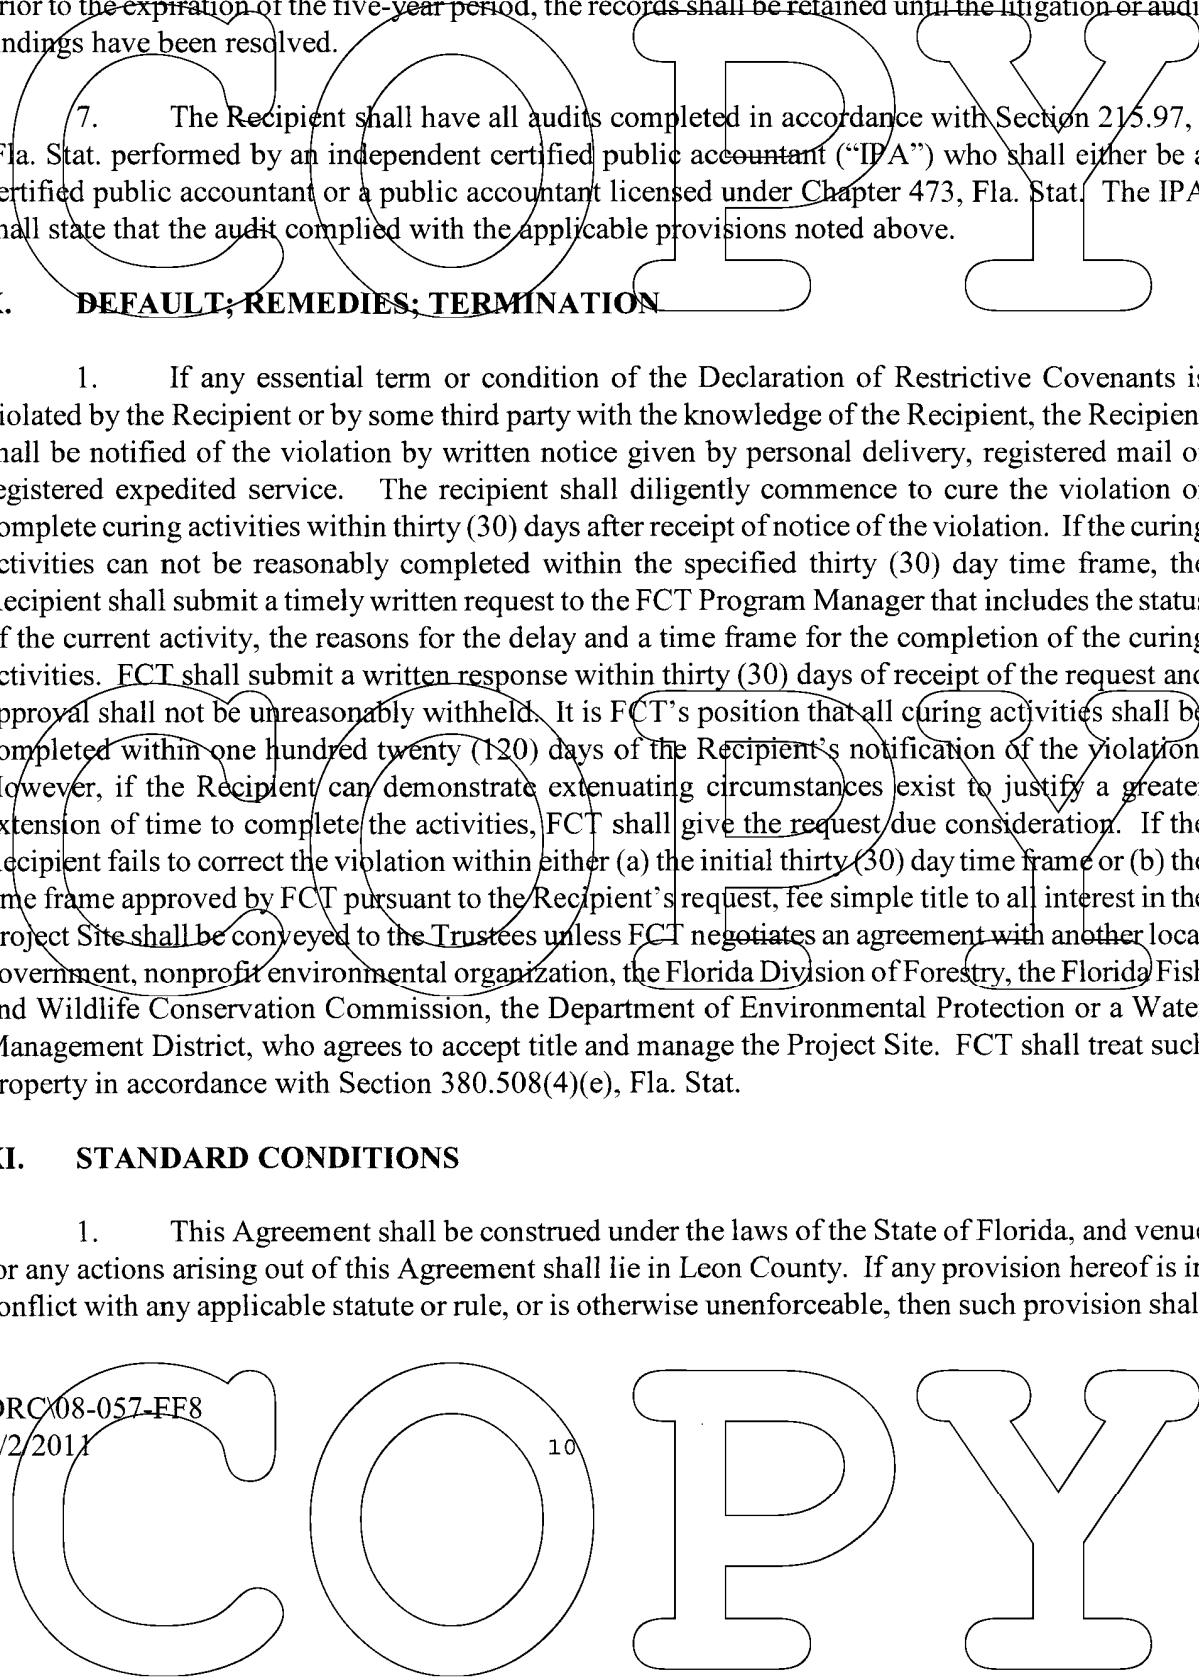 rior to the expiration of the five-year period, the records shall be retained until the litigation or audi
ndings have been resolved.
7. The Recipient shall have all audits completed in accordance with Section 215.97,
Fla. Stat. performed by an independent certified public accountant (“IPA”) who shall either be a
ertified public accountant or a public accountant licensed under Chapter 473, Fla. Stat. The IPA
hall state that the audit complied with the applicable provisions noted above.
X. DEFAULT; REMEDIES; TERMINATION
1. If any essential term or condition of the Declaration of Restrictive Covenants is
iolated by the Recipient or by some third party with the knowledge of the Recipient, the Recipient
hall be notified of the violation by written notice given by personal delivery, registered mail or
egistered expedited service. The recipient shall diligently commence to cure the violation or
omplete curing activities within thirty (30) days after receipt of notice of the violation. If the curing
ctivities can not be reasonably completed within the specified thirty (30) day time frame, the
Recipient shall submit a timely written request to the FCT Program Manager that includes the status
f the current activity, the reasons for the delay and a time frame for the completion of the curing
ctivities. FCT shall submit a written response within thirty (30) days of receipt of the request and
pproval shall not be unreasonably withheld. It is FCT’s position that all curing activities shall be
ompleted within one hundred twenty (120) days of the Recipient’s notification of the violation.
However, if the Recipient can demonstrate extenuating circumstances exist to justify a greater
xtension of time to complete the activities, FCT shall give the request due consideration. If the
Recipient fails to correct the violation within either (a) the initial thirty (30) day time frame or (b) the
ime frame approved by FCT pursuant to the Recipient’s request, fee simple title to all interest in the
Project Site shall be conveyed to the Trustees unless FCT negotiates an agreement with another local
overnment, nonprofit environmental organization, the Florida Division of Forestry, the Florida Fish
nd Wildlife Conservation Commission, the Department of Environmental Protection or a Water
Management District, who agrees to accept title and manage the Project Site. FCT shall treat such
roperty in accordance with Section 380.508(4)(e), Fla. Stat.
XI. STANDARD CONDITIONS
1. This Agreement shall be construed under the laws of the State of Florida, and venue
or any actions arising out of this Agreement shall lie in Leon County. If any provision hereof is in
onflict with any applicable statute or rule, or is otherwise unenforceable, then such provision shall
DRC\08-057-FF8
/2/2011 10
COPY
COPY
COPY